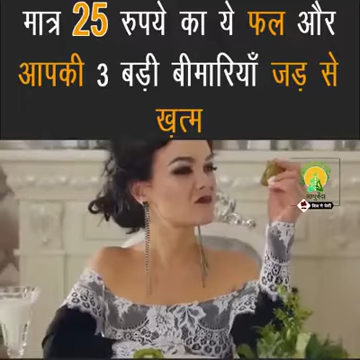 मात्र 25 रुपये का ये फल और
आपकी 3 बड़ी बीमारियाँ जड़ से
ख़त्म